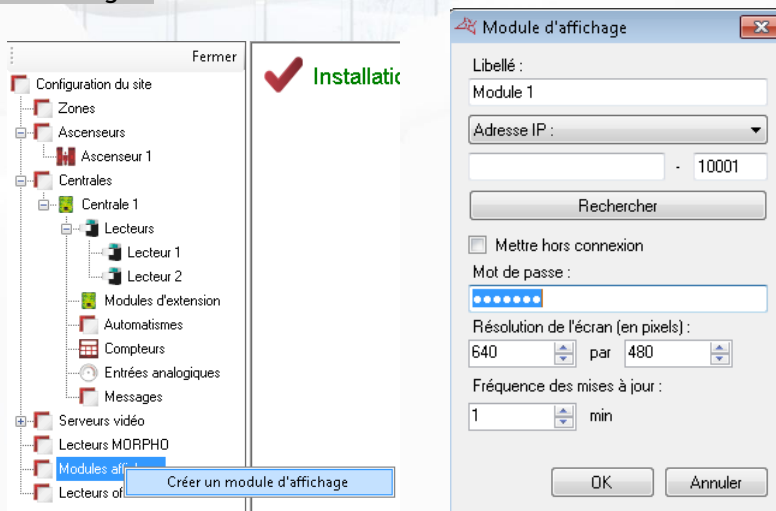 Fermer
Configuration du site
Zones
Ascenseurs
Ascenseur 1
Centrales
Centrale 1
Lecteurs
Lecteur 1
Lecteur 2
Modules d'extension
Automatismes
Compteurs
Entrées analogiques
Messages
Serveurs vidéo
Lecteurs MORPHO
Modules
Créer un module d'affichage
Lecteurs
Module d'affichage
Libellé :
Module 1
Adresse IP :
- 10001
Rechercher
Mettre hors connexion
Mot de passe :
Résolution de l'écran (en pixels) :
640 par 480
Fréquence des mises à jour :
1 min
OK Annuler